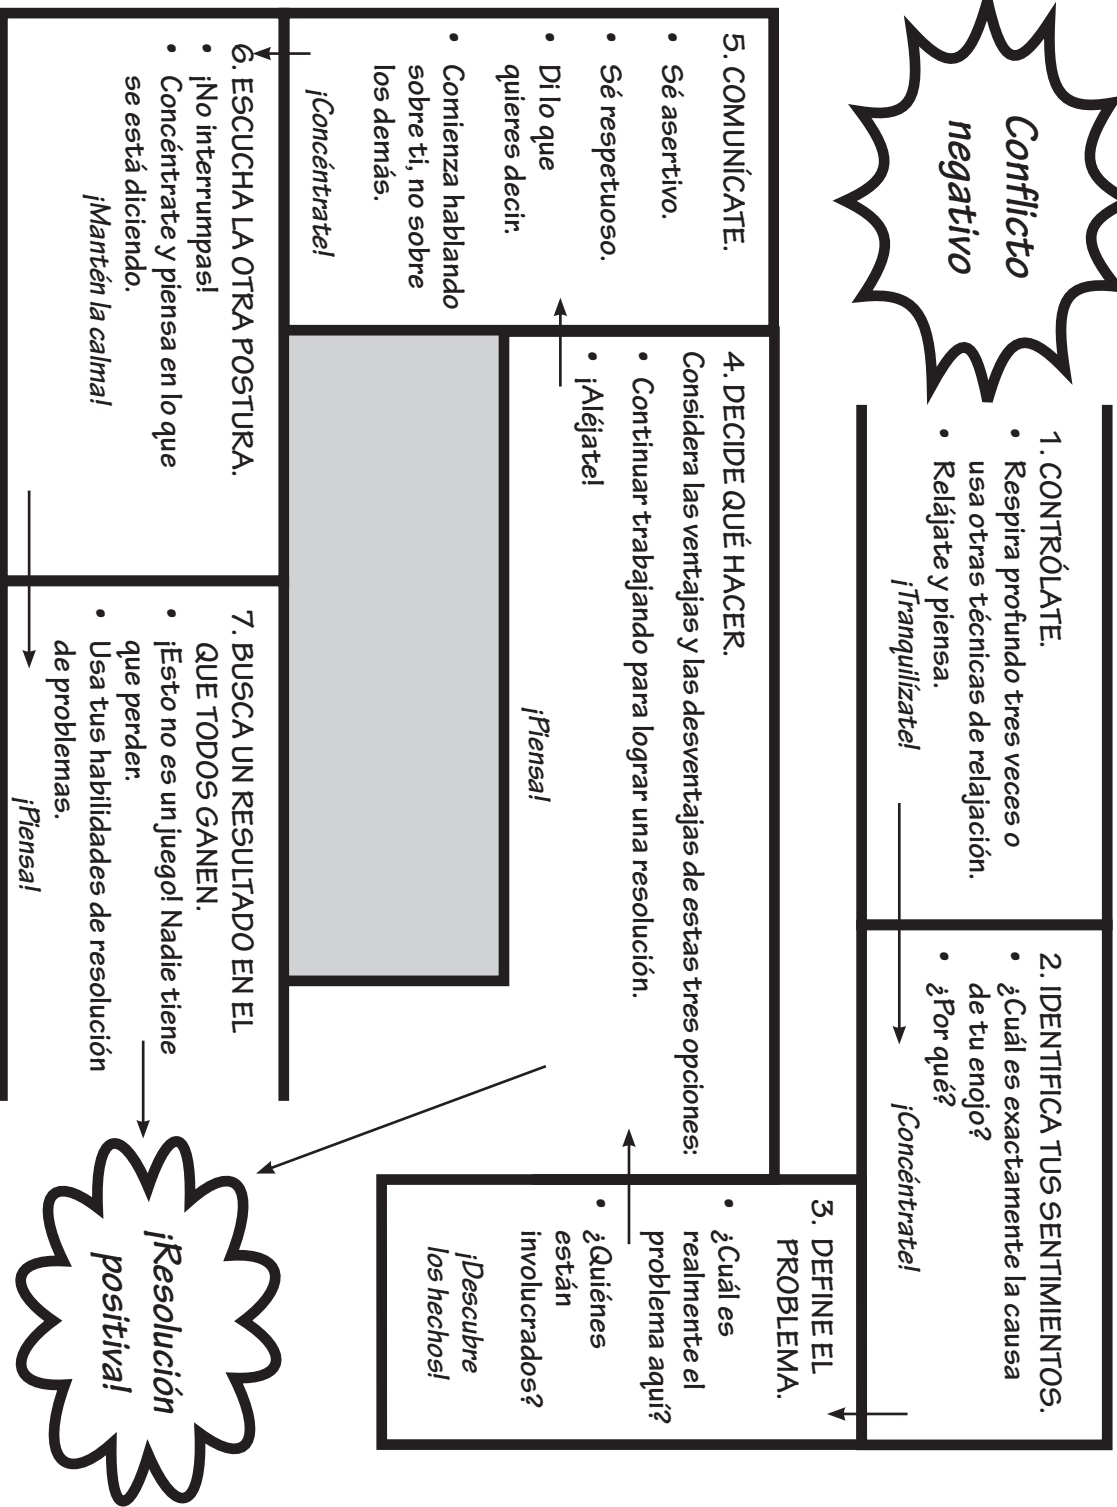 Conflicto
negativo
1. CONTRÓLATE.
• Respira profundo tres veces o
usa otras técnicas de relajación.
• Relájate y piensa.
¡Tranquilízate!
2. IDENTIFICA TUS SENTIMIENTOS.
• ¿Cuál es exactamente la causa
de tu enojo?
• ¿Por qué?
¡Concéntrate!
3. DEFINE EL
PROBLEMA.
• ¿Cuál es
realmente el
problema aquí?
• ¿Quiénes
están
involucrados?
¡Descubre
los hechos!
4. DECIDE QUÉ HACER.
Considera las ventajas y las desventajas de estas tres opciones:
• Continuar trabajando para lograr una resolución.
• ¡Aléjate!
¡Piensa!
5. COMUNÍCATE.
• Sé asertivo.
• Sé respetuoso.
• Di lo que
quieres decir.
• Comienza hablando
sobre ti, no sobre
los demás.
¡Concéntrate!
6. ESCUCHA LA OTRA POSTURA.
• ¡No interrumpas!
• Concéntrate y piensa en lo que
se está diciendo.
¡Mantén la calma!
7. BUSCA UN RESULTADO EN EL
QUE TODOS GANEN.
• ¡Esto no es un juego! Nadie tiene
que perder.
• Usa tus habilidades de resolución
de problemas.
¡Piensa!
¡Resolución
positiva!